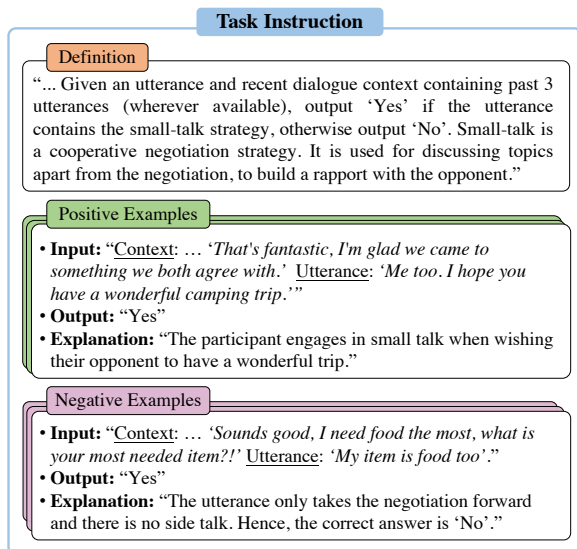 Task Instruction
Definition
“... Given an utterance and recent dialogue context containing past 3
utterances (wherever available), output ‘Yes’ if the utterance
contains the small-talk strategy, otherwise output ‘No’. Small-talk is
a cooperative negotiation strategy. It is used for discussing topics
apart from the negotiation, to build a rapport with the opponent.”
Positive Examples
• Input: “Context: … ‘That's fantastic, I'm glad we came to
something we both agree with.’ Utterance: ‘Me too. I hope you
have a wonderful camping trip.’”
• Output: “Yes”
• Explanation: “The participant engages in small talk when wishing
their opponent to have a wonderful trip.”
Negative Examples
• Input: “Context: … ‘Sounds good, I need food the most, what is
your most needed item?!’ Utterance: ‘My item is food too’.”
• Output: “Yes”
• Explanation: “The utterance only takes the negotiation forward
and there is no side talk. Hence, the correct answer is ‘No’.”